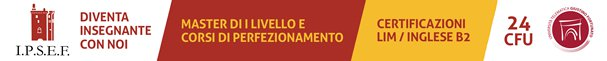 I.P.S.E.F.
DIVENTA
INSEGNANTE
CON NOI
MASTER DI I LIVELLO E
CORSI DI PERFEZIONAMENTO
CERTIFICAZIONI
LIM / INGLESE B2
24
CFU